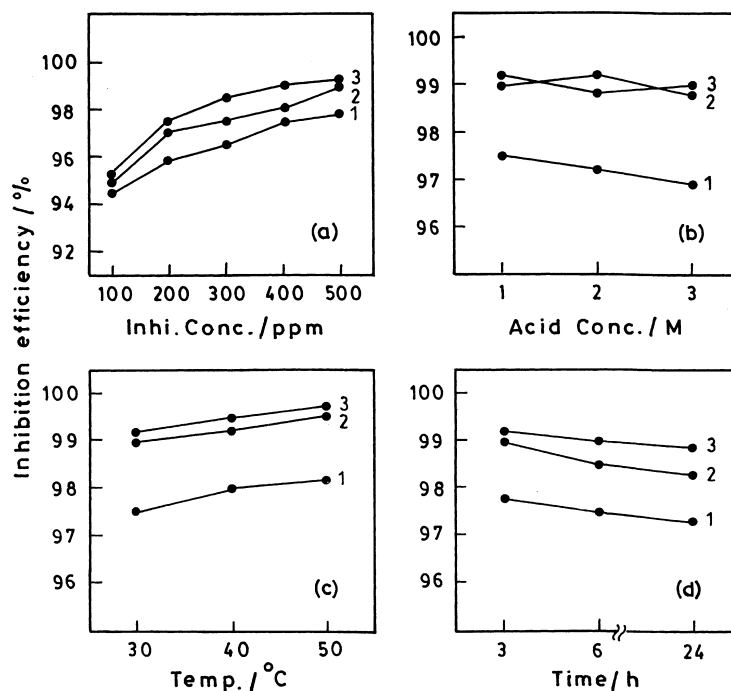 Inhibition efficiency / %
100
98
96
94
92
3
2
1
(a)
100 200 300 400 500
Inhi. Conc./ppm
100
99
98
97
96
3
2
1
(b)
1 2 3
Acid Conc./ M
100
99
98
97
96
3
2
1
(c)
30 40 50
Temp./ °C
100
99
98
97
96
3
2
1
(d)
3 6 24
Time/h